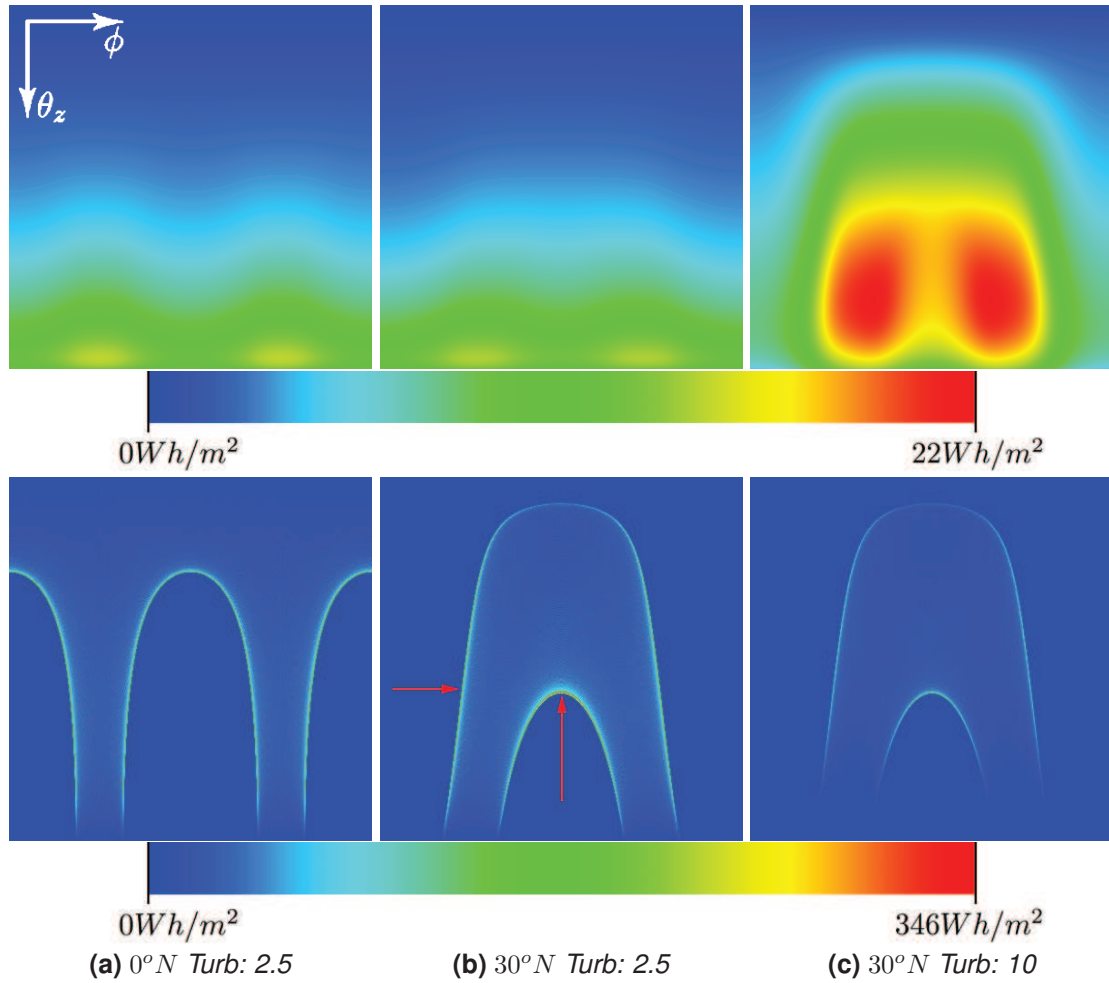 ϕ
θz
0Wh/m² 22Wh/m²
0Wh/m² 346Wh/m²
(a) 0°N Turb: 2.5 (b) 30°N Turb: 2.5 (c) 30°N Turb: 10